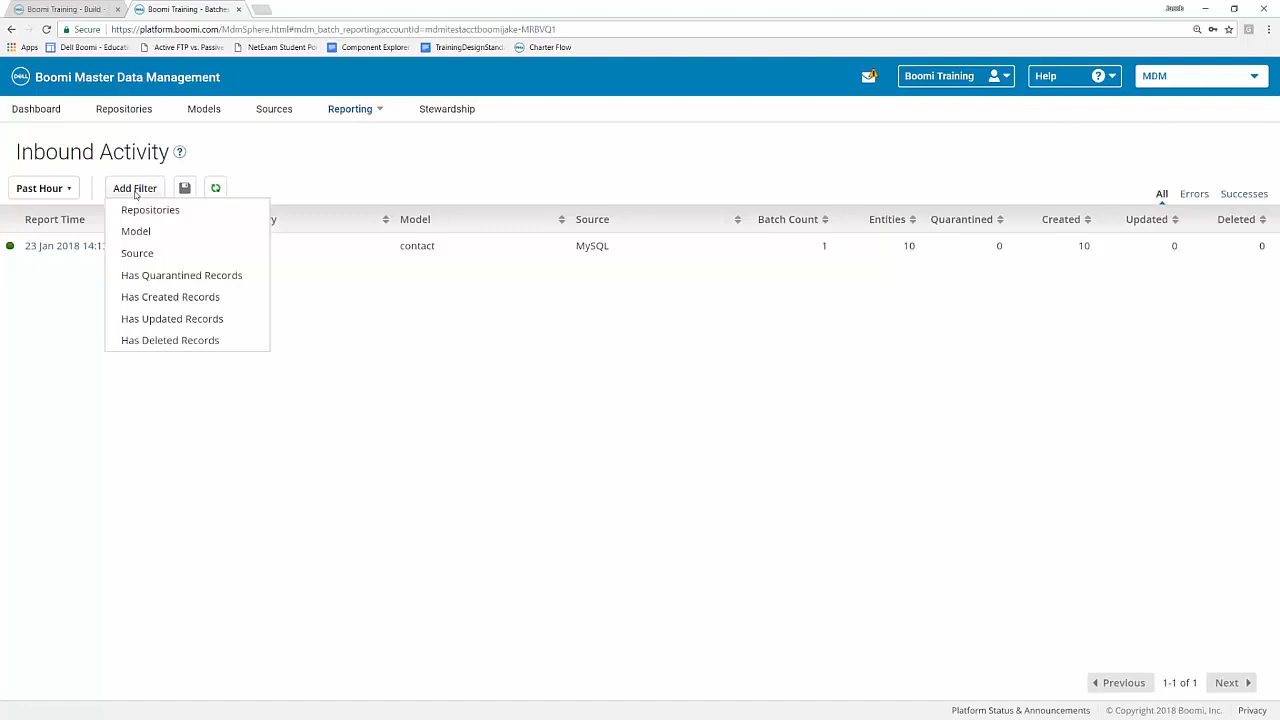 Boomi Training - Build
Boomi Training - Batche
Secure
https://platform.boomi.com/MdmSphere.html#mdm_batch_reporting;accountId=mdmitestacctboomijake-MRBVQ1
Apps
Dell Boomi - Educati
Active FTP vs. Passiv
NetExam Student Po
Component Explorer
TrainingDesignStand
Charter Flow
DELL
Boomi Master Data Management
Boomi Training
Help
MDM
Dashboard
Repositories
Models
Sources
Reporting
Stewardship
Inbound Activity
Past Hour
Add Filter
All
Errors
Successes
Report Time
y
Model
Source
Batch Count
Entities
Quarantined
Created
Updated
Deleted
23 Jan 2018 14:13
contact
MySQL
1
10
0
10
0
0
Repositories
Model
Source
Has Quarantined Records
Has Created Records
Has Updated Records
Has Deleted Records
Previous
1-1 of 1
Next
Platform Status & Announcements
© Copyright 2018 Boomi, Inc.
Privacy